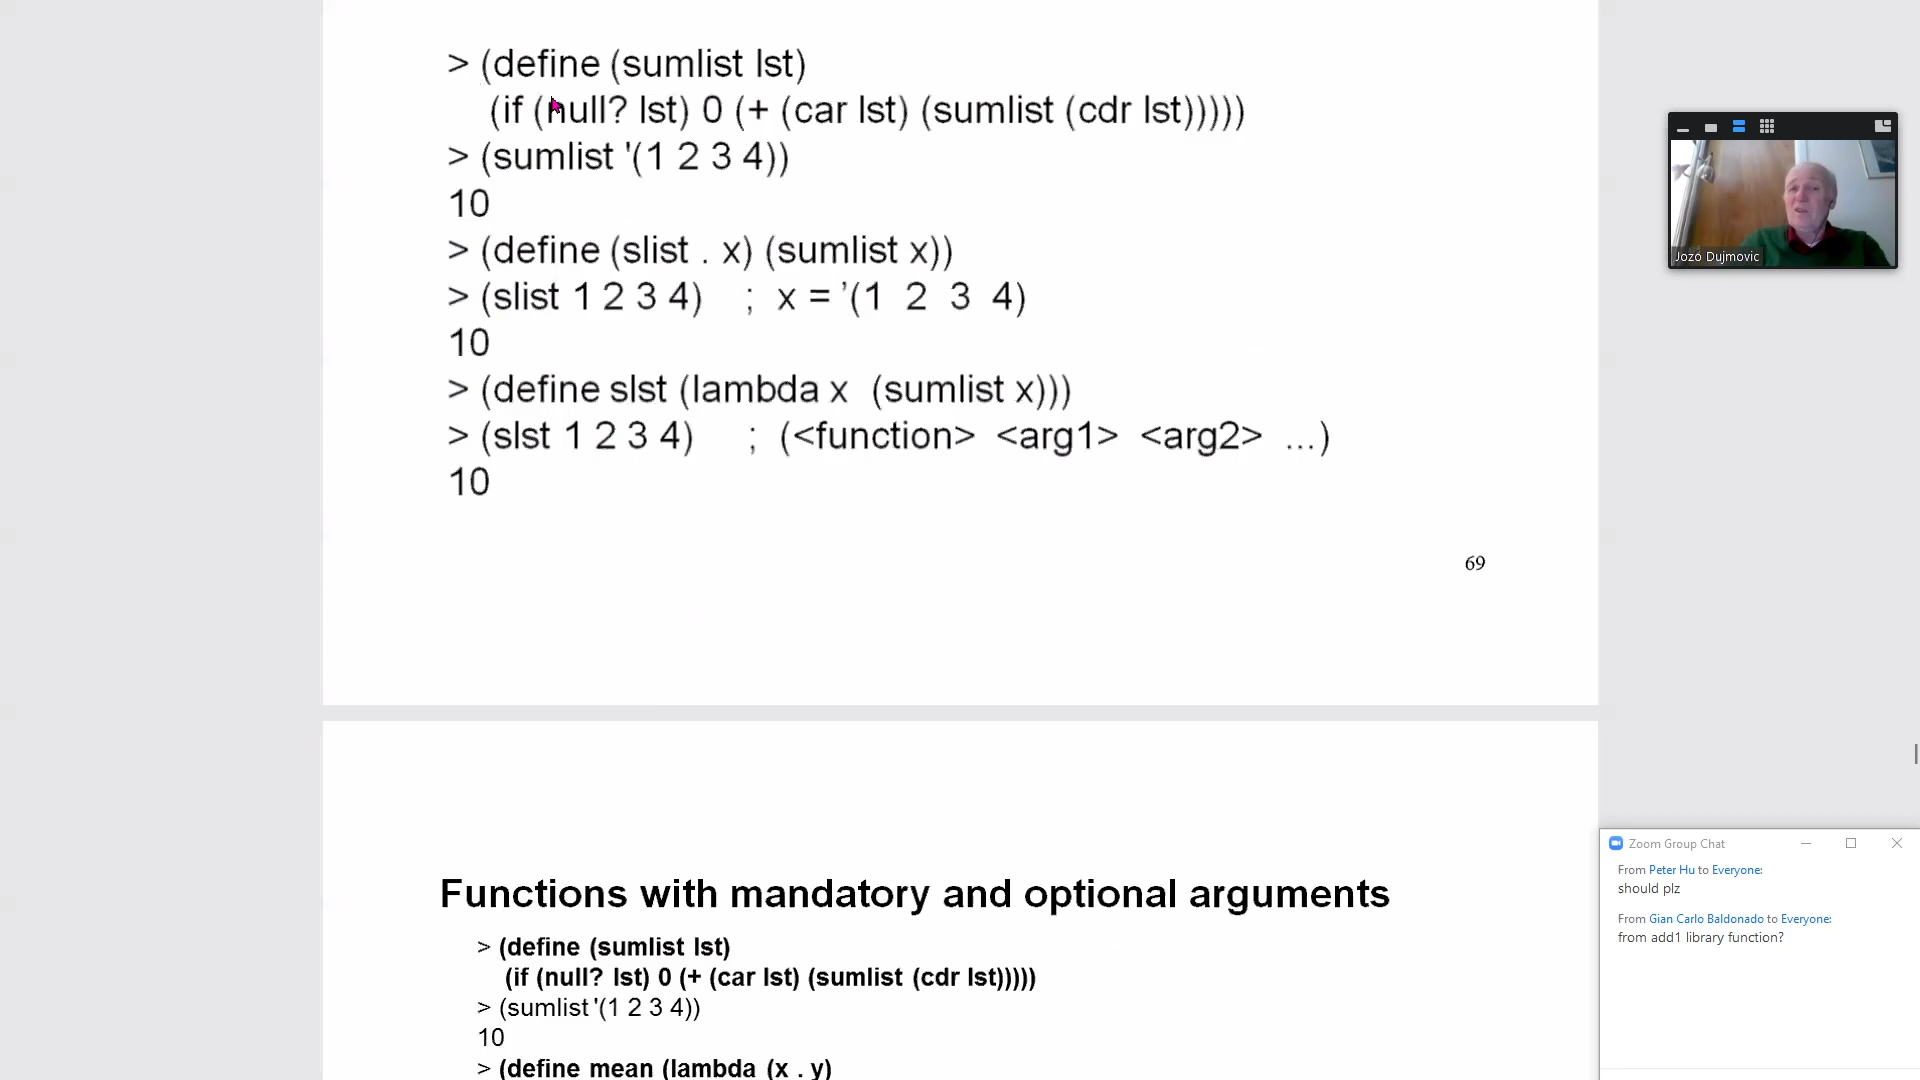 > (define (sumlist lst)
(if (null? lst) 0 (+ (car lst) (sumlist (cdr lst)))))
> (sumlist '(1 2 3 4))
10
> (define (slist . x) (sumlist x))
> (slist 1 2 3 4) ; x = '(1 2 3 4)
10
> (define slst (lambda x (sumlist x)))
> (slst 1 2 3 4) ; (<function> <arg1> <arg2> ...)
10
69
Functions with mandatory and optional arguments
> (define (sumlist lst)
(if (null? lst) 0 (+ (car lst) (sumlist (cdr lst)))))
> (sumlist '(1 2 3 4))
10
> (define mean (lambda (x . y)
Jozo Dujmovic
Zoom Group Chat
From Peter Hu to Everyone:
should plz
From Gian Carlo Baldonado to Everyone:
from add1 library function?